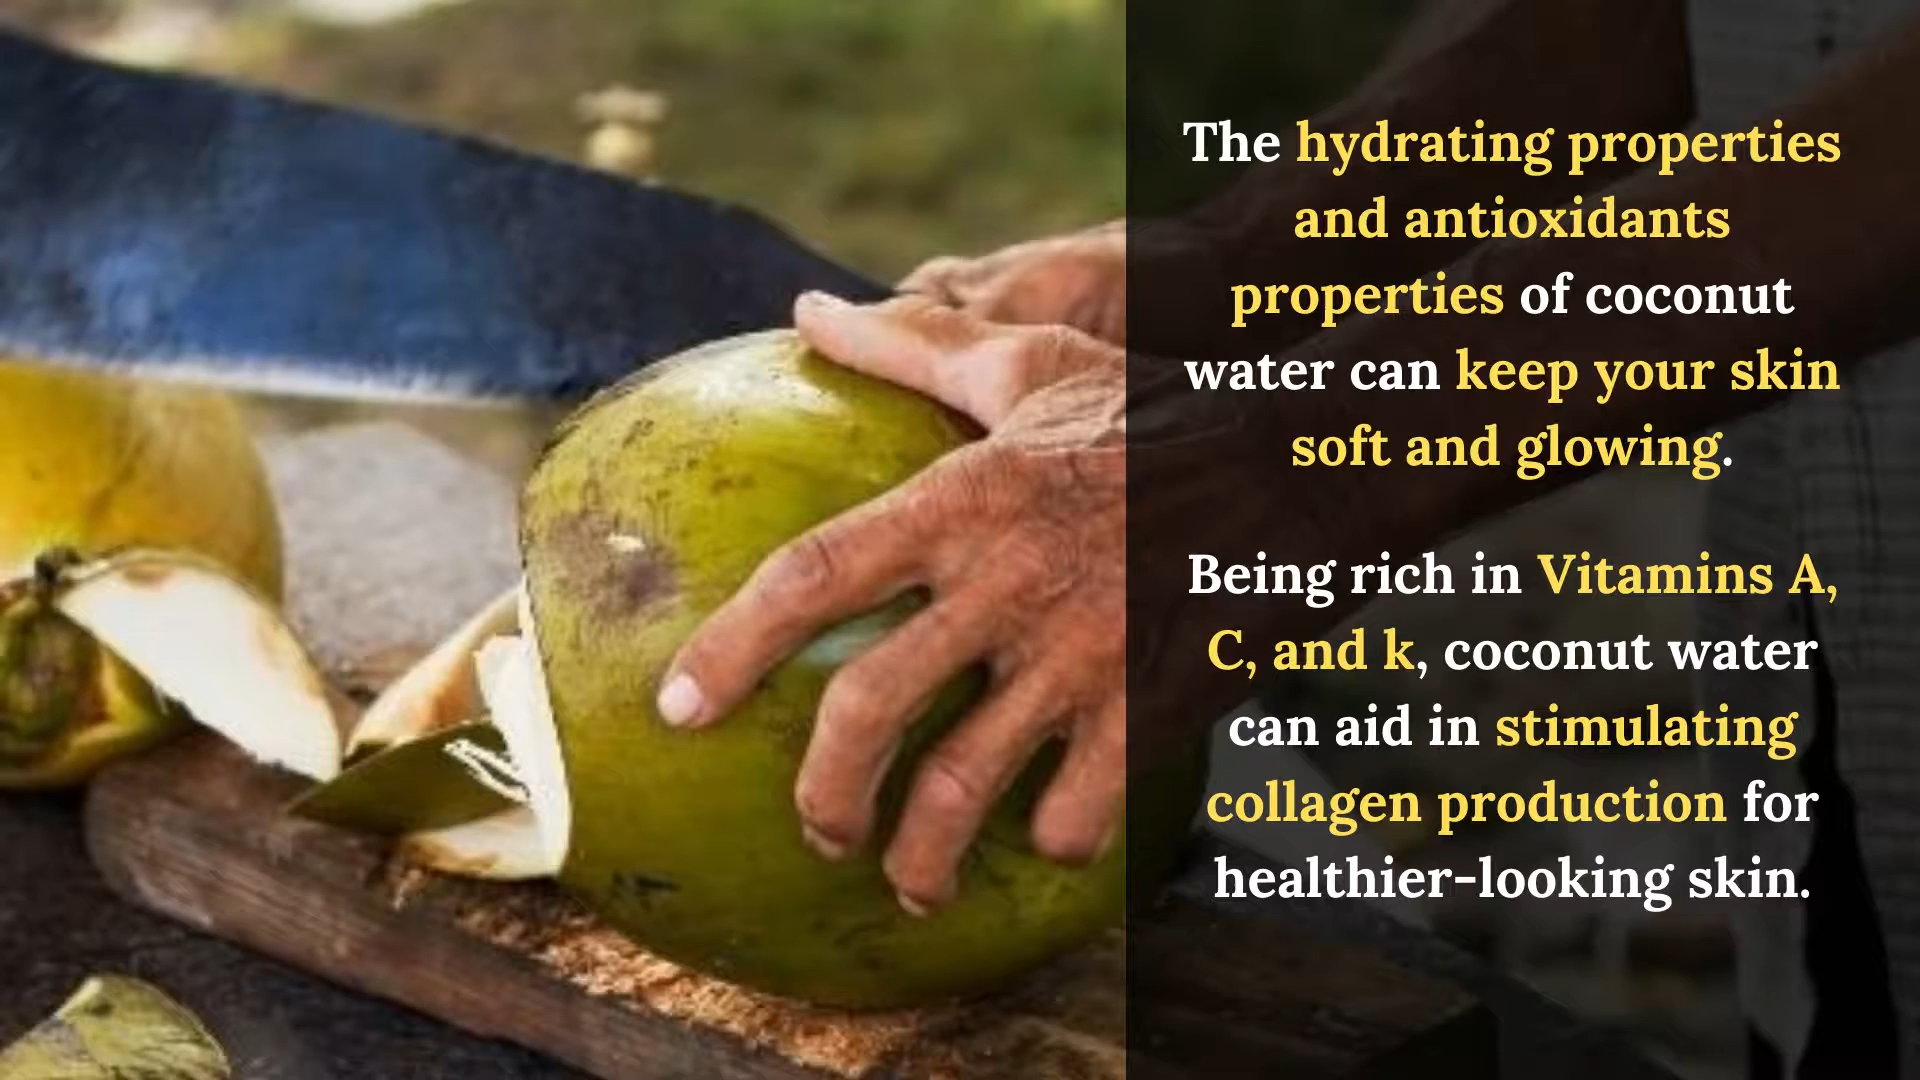 The hydrating properties
and antioxidants
properties of coconut
water can keep your skin
soft and glowing.
Being rich in Vitamins A,
C, and k, coconut water
can aid in stimulating
collagen production for
healthier-looking skin.